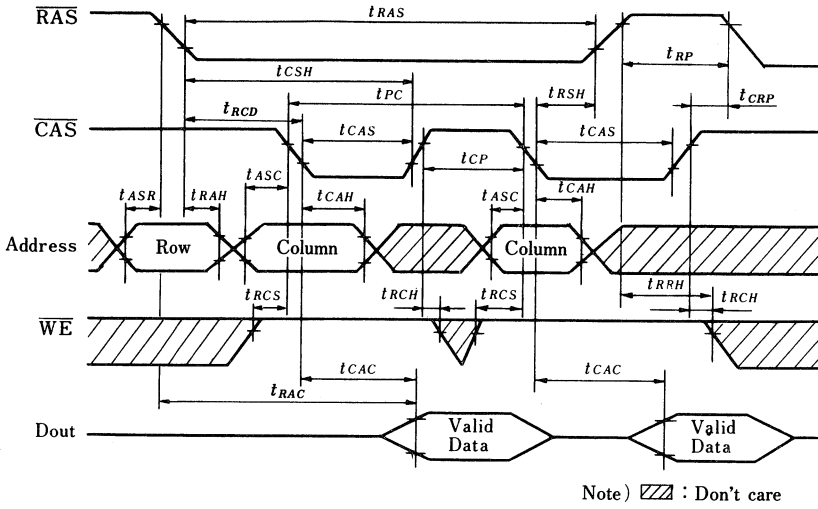 RAS
tRAS
tRP
tCSH
tCRP
tPC
tRSH
tRCD
CAS
tCAS
tCAS
tCP
tASC
tASC
tASR
tRAH
tCAH
tCAH
Address
Row
Column
Column
tRCS
tRCH
tRCS
tRRH
tRCH
WE
tCAC
tCAC
tRAC
Dout
Valid
Data
Valid
Data
Note) : Don't care